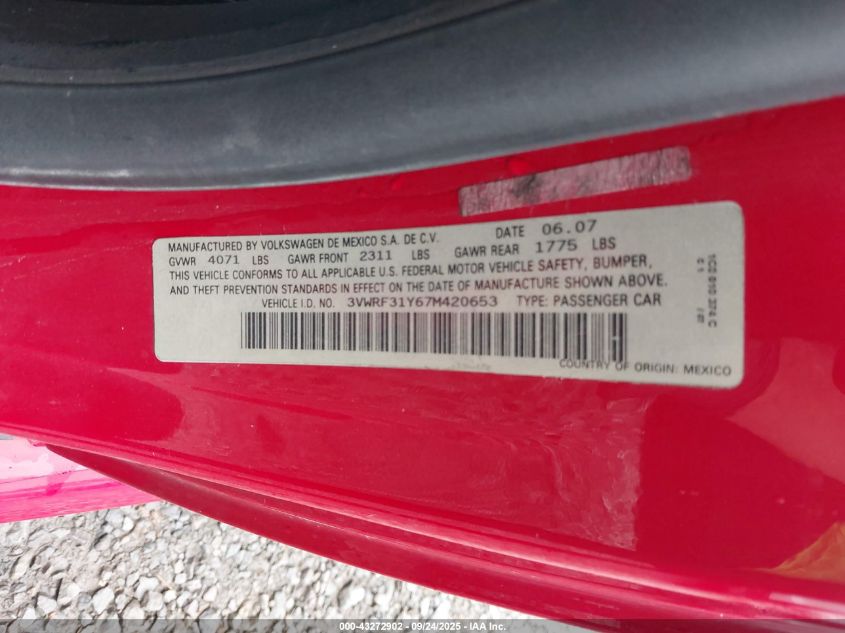 MANUFACTURED BY VOLKSWAGEN DE MEXICO S.A. DE C.V. DATE 06.07
GVWR 4071 LBS GAWR FRONT 2311 LBS GAWR REAR 1775 LBS
THIS VEHICLE CONFORMS TO ALL APPLICABLE U.S. FEDERAL MOTOR VEHICLE SAFETY, BUMPER,
AND THEFT PREVENTION STANDARDS IN EFFECT ON THE DATE OF MANUFACTURE SHOWN ABOVE.
VEHICLE I.D. NO. 3VWRF31Y67M420653 TYPE: PASSENGER CAR
COUNTRY OF ORIGIN: MEXICO
1C0 010 374 C
000-43272902 - 09/24/2025 - IAA Inc.